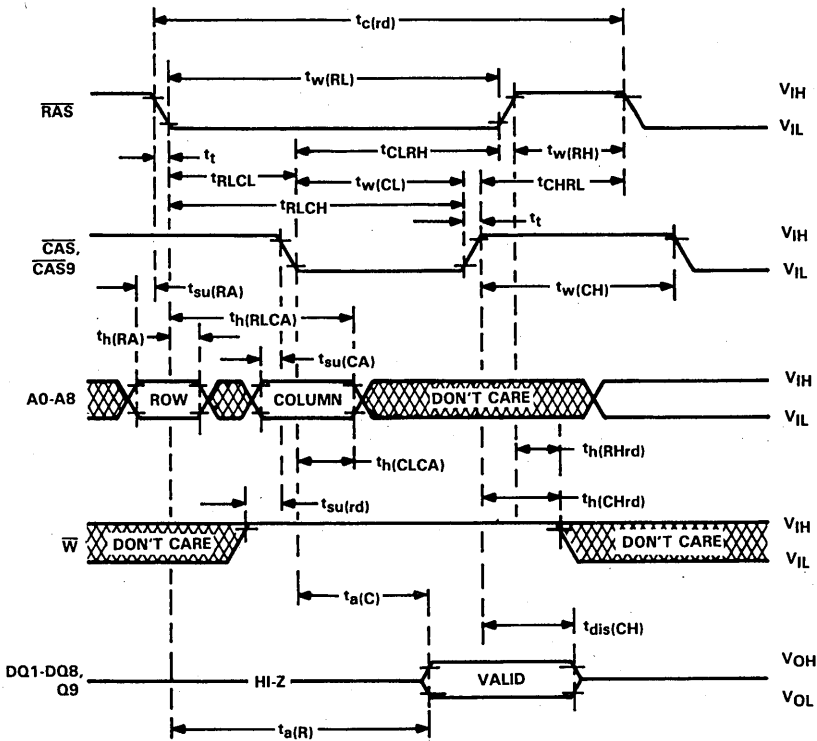 tc(rd)
tw(RL)
VIH
RAS
VIL
tt
tCLRH
tw(RH)
tRLCL
tw(CL)
tCHRL
tRLCH
tt
CAS,
CAS9
VIH
VIL
tsu(RA)
tw(CH)
th(RLCA)
th(RA)
tsu(CA)
A0-A8
ROW
COLUMN
DON'T CARE
VIH
VIL
th(RHrd)
th(CLCA)
tsu(rd)
th(CHrd)
W
DON'T CARE
DON'T CARE
VIH
VIL
ta(C)
tdis(CH)
DQ1-DQ8,
Q9
HI-Z
VALID
VOH
VOL
ta(R)